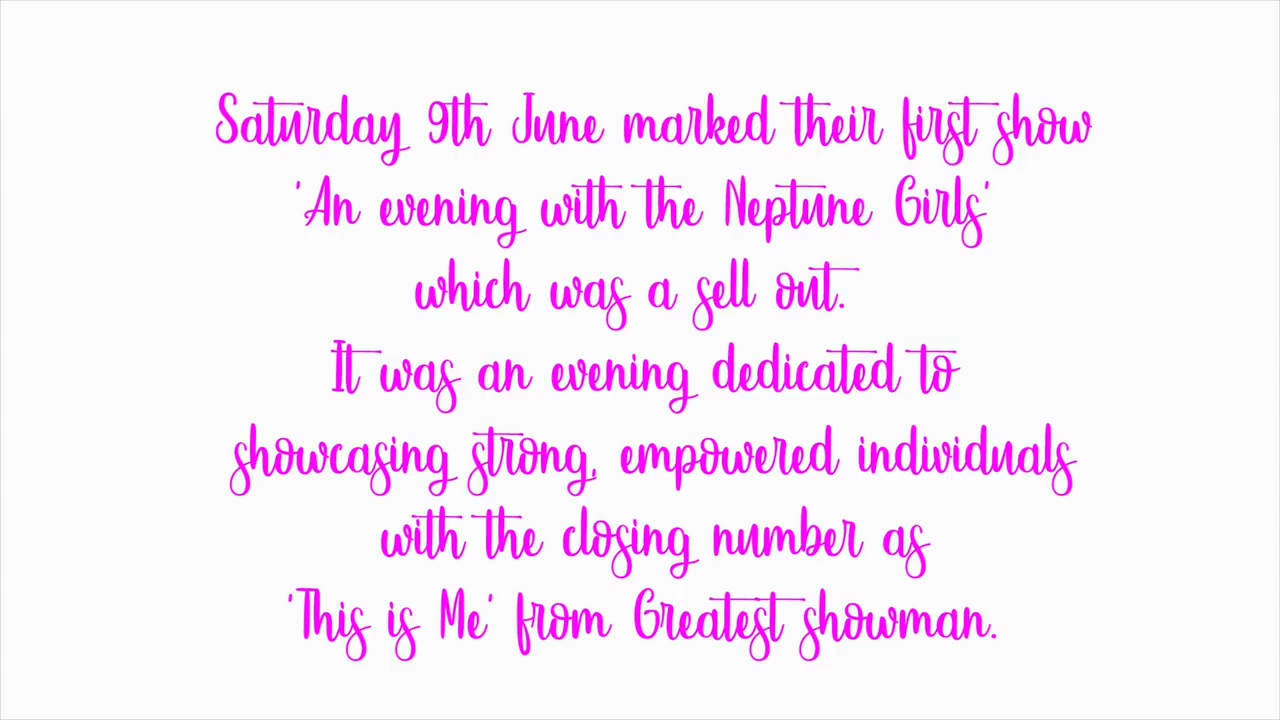 Saturday 9th June marked their first show
'An evening with the Neptune Girls'
which was a sell out.
It was an evening dedicated to
showcasing strong, empowered individuals
with the closing number as
'This is Me' from Greatest showman.